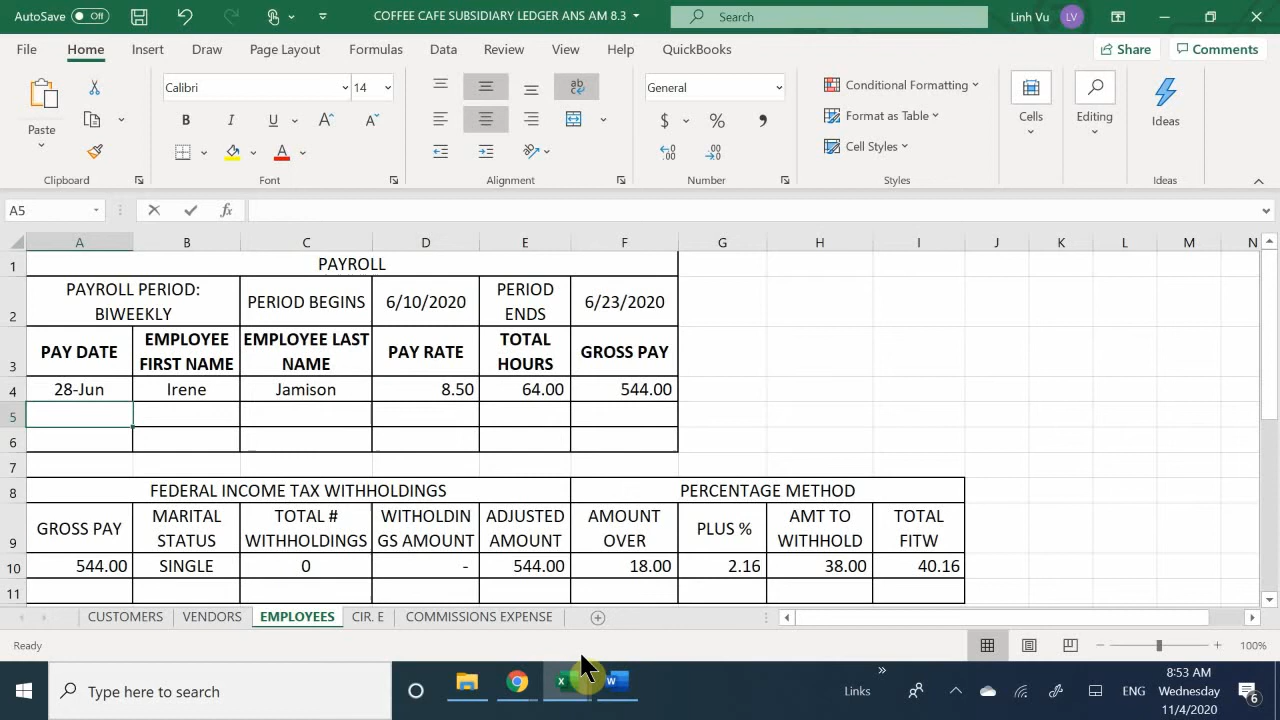 AutoSave Off COFFEE CAFE SUBSIDIARY LEDGER ANS AM 8.3 Search Linh Vu LV
File Home Insert Draw Page Layout Formulas Data Review View Help QuickBooks Share Comments
Paste Calibri 14 General Conditional Formatting Cells Editing Ideas
B I U A A ab c $ % , Format as Table
Cell Styles
Clipboard Font Alignment Number Styles Ideas
A5 fx
A B C D E F G H I J K L M N
1 PAYROLL
2 PAYROLL PERIOD: BIWEEKLY PERIOD BEGINS 6/10/2020 PERIOD ENDS 6/23/2020
3 PAY DATE EMPLOYEE FIRST NAME EMPLOYEE LAST NAME PAY RATE TOTAL HOURS GROSS PAY
4 28-Jun Irene Jamison 8.50 64.00 544.00
5
6
7
8 FEDERAL INCOME TAX WITHHOLDINGS PERCENTAGE METHOD
9 GROSS PAY MARITAL STATUS TOTAL # WITHHOLDINGS WITHOLDIN GS AMOUNT ADJUSTED AMOUNT AMOUNT OVER PLUS % AMT TO WITHHOLD TOTAL FITW
10 544.00 SINGLE 0 - 544.00 18.00 2.16 38.00 40.16
11
CUSTOMERS VENDORS EMPLOYEES CIR. E COMMISSIONS EXPENSE
Ready 100%
Type here to search Links ENG 8:53 AM
Wednesday
11/4/2020 6